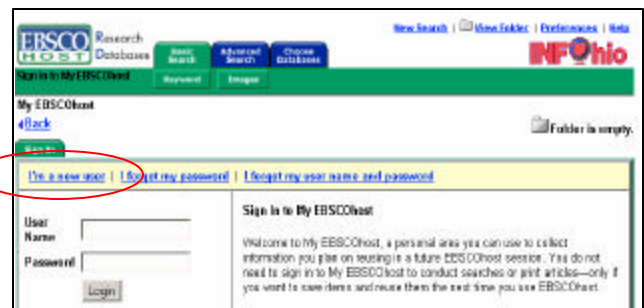 New Search | View Folder | Preferences | Help
EBSCO HOST Research Databases
Basic Search Advanced Search Choose Databases
INFOhio
Sign In to My EBSCOhost Keyword Images
My EBSCOhost
Back
Folder is empty.
Sign In
I'm a new user | I forgot my password | I forgot my user name and password
Sign In to My EBSCOhost
User Name
Password
Login
Welcome to My EBSCOhost, a personal area you can use to collect
information you plan on reusing in a future EBSCOhost session. You do not
need to sign in to My EBSCOhost to conduct searches or print articles—only if
you want to save items and reuse them the next time you use EBSCOhost.